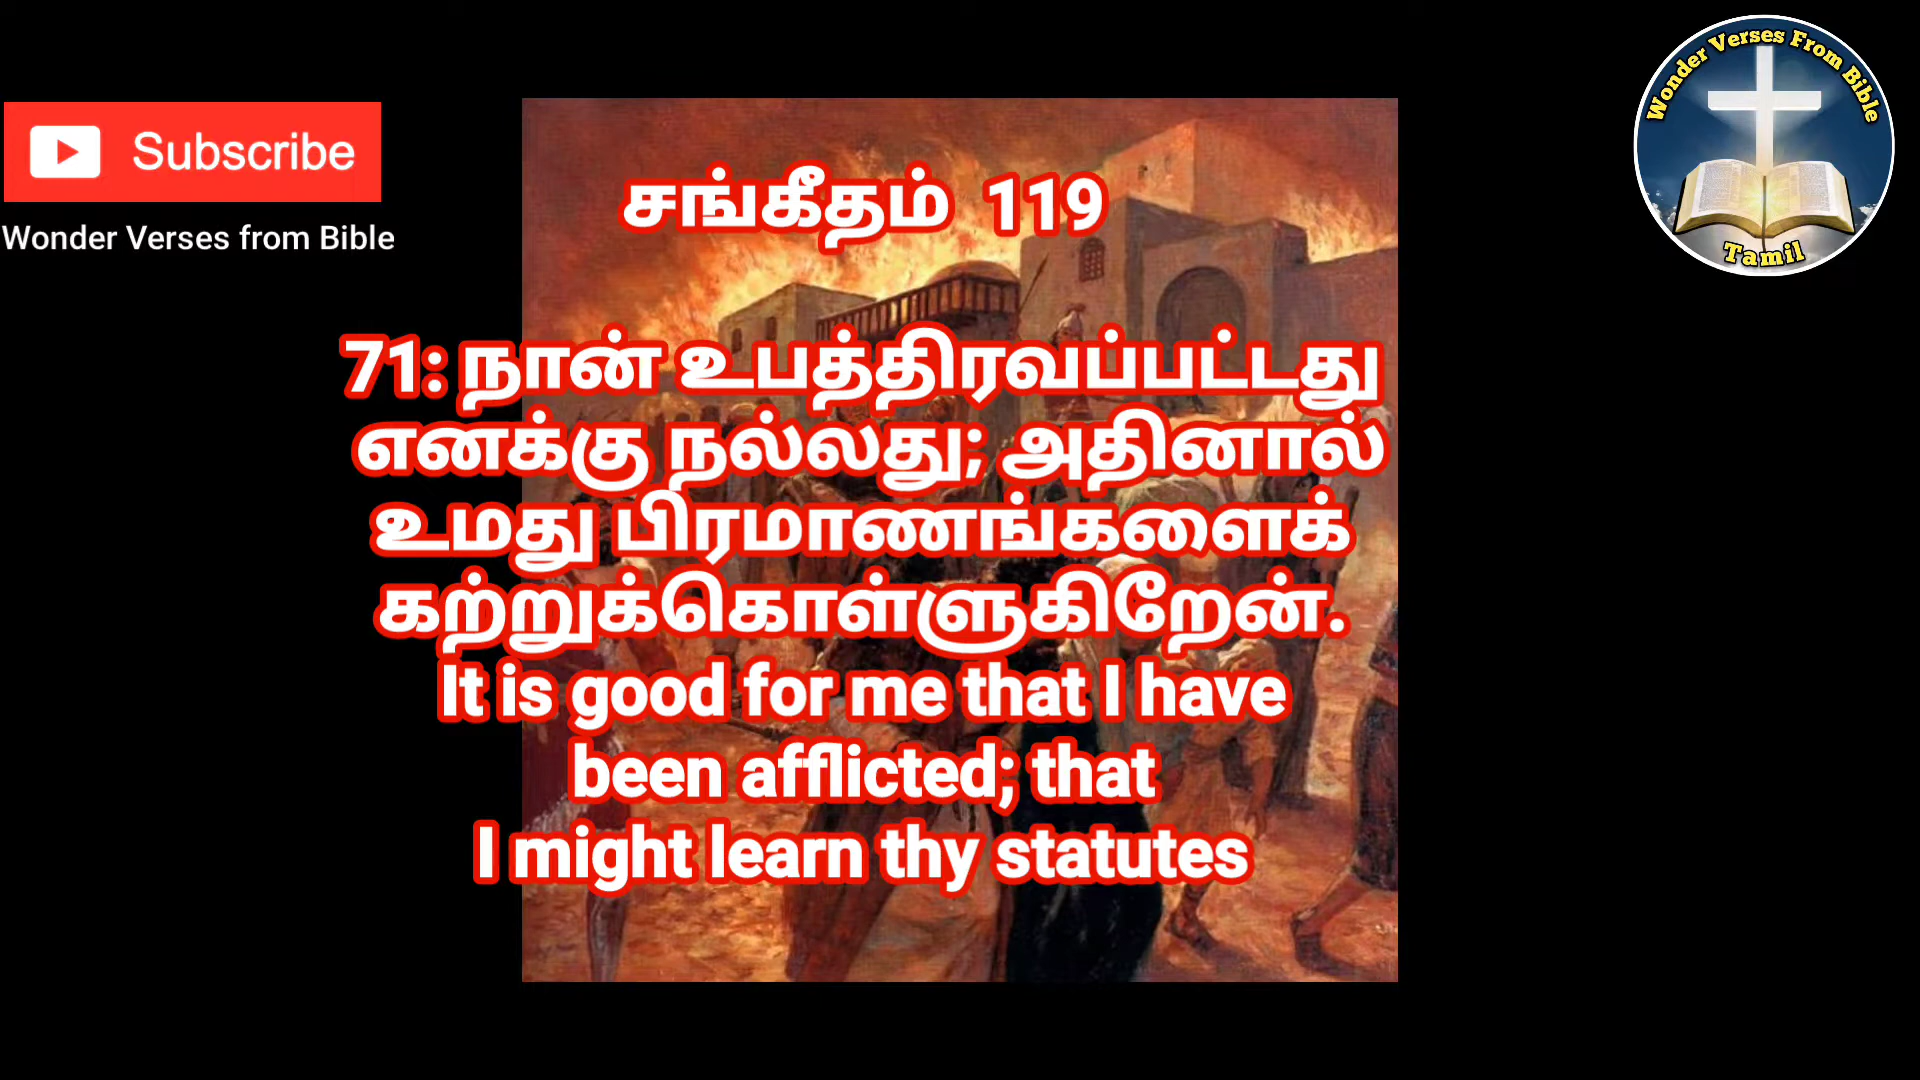 Subscribe
Wonder Verses from Bible
Wonder Verses From Bible
Tamil
சங்கீதம் 119
71: நான் உபத்திரவப்பட்டது
எனக்கு நல்லது; அதினால்
உமது பிரமாணங்களைக்
கற்றுக்கொள்ளுகிறேன்.
It is good for me that I have
been afflicted; that
I might learn thy statutes